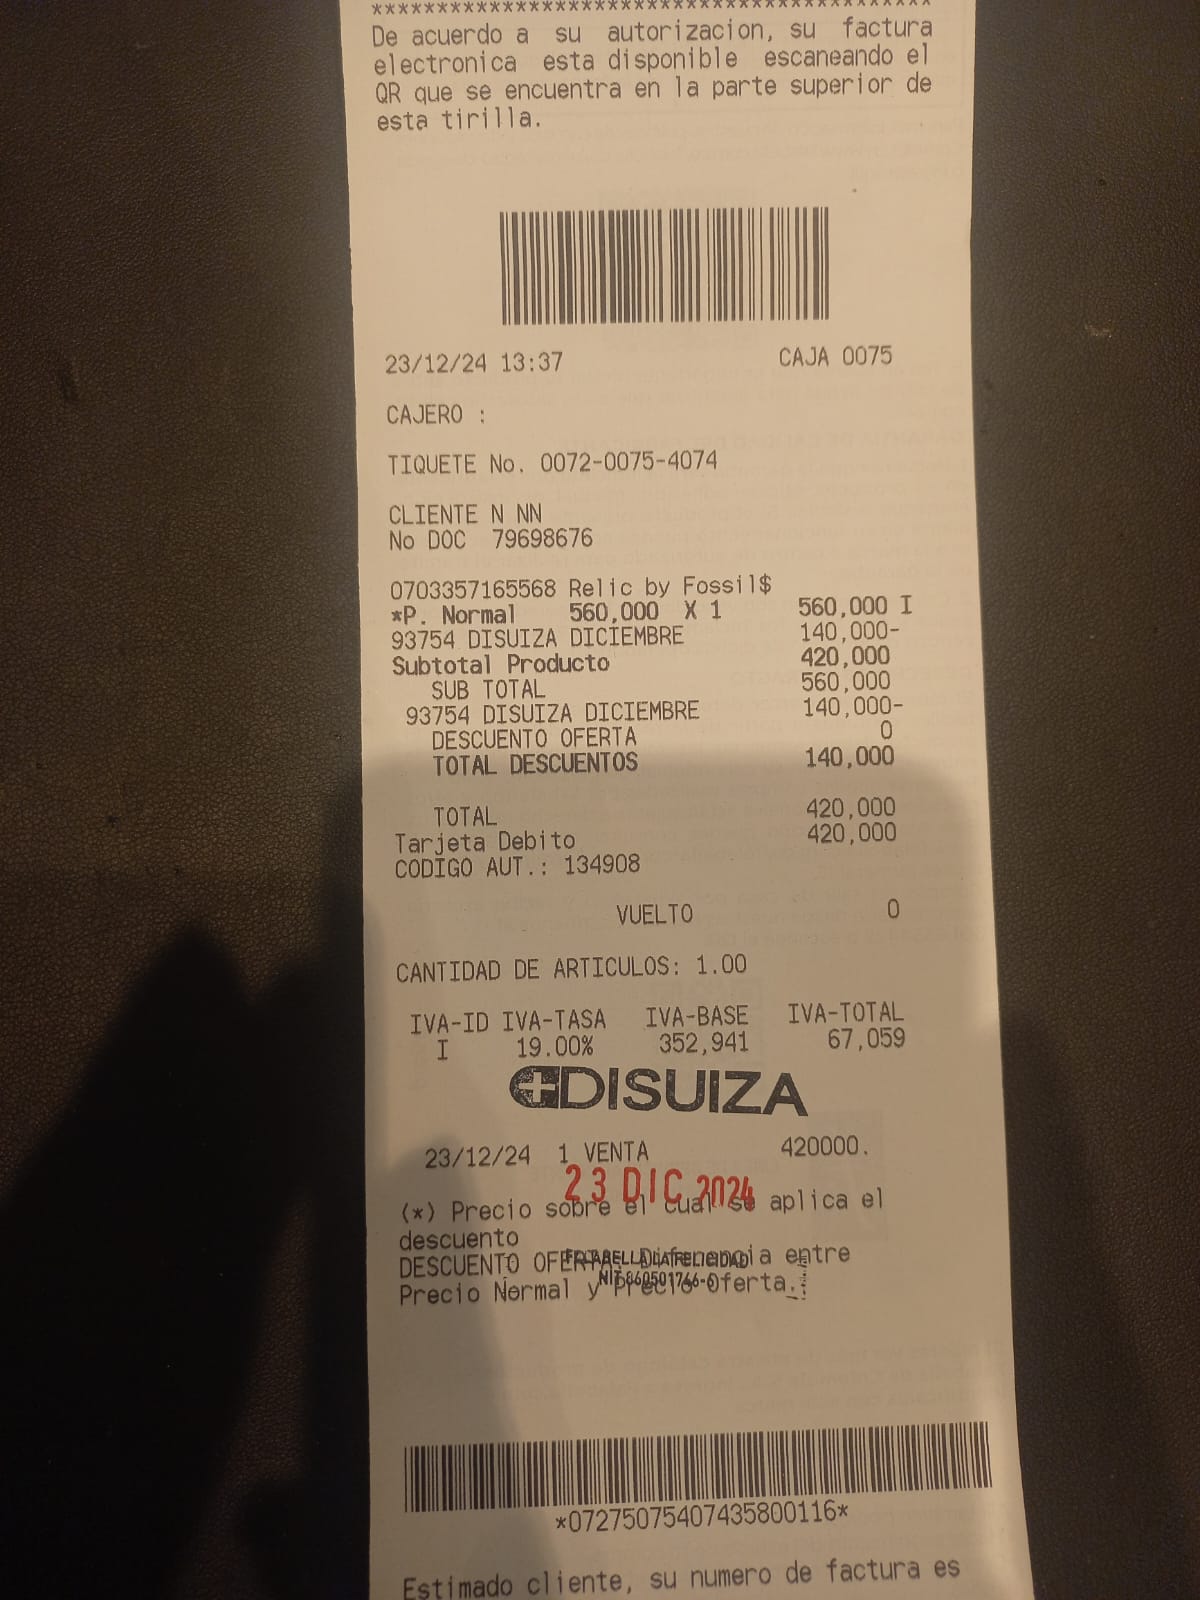 ******************************************
De acuerdo a su autorizacion, su factura
electronica esta disponible escaneando el
QR que se encuentra en la parte superior de
esta tirilla.
23/12/24 13:37 CAJA 0075
CAJERO :
TIQUETE No. 0072-0075-4074
CLIENTE N NN
No DOC 79698676
0703357165568 Relic by Fossil$
*P. Normal 560,000 X 1 560,000 I
93754 DISUIZA DICIEMBRE 140,000-
Subtotal Producto 420,000
SUB TOTAL 560,000
93754 DISUIZA DICIEMBRE 140,000-
DESCUENTO OFERTA 0
TOTAL DESCUENTOS 140,000
TOTAL 420,000
Tarjeta Debito 420,000
CODIGO AUT.: 134908
VUELTO 0
CANTIDAD DE ARTICULOS: 1.00
IVA-ID IVA-TASA IVA-BASE IVA-TOTAL
I 19.00% 352,941 67,059
DISUIZA
23/12/24 1 VENTA 420000.
23 DIC 2024
(*) Precio sobre el cual se aplica el
descuento
DESCUENTO OFERTA: Diferencia entre
FALABELLA LA FELICIDAD
NIT.860501766-6
Precio Normal y Precio Oferta.
*07275075407435800116*
Estimado cliente, su numero de factura es